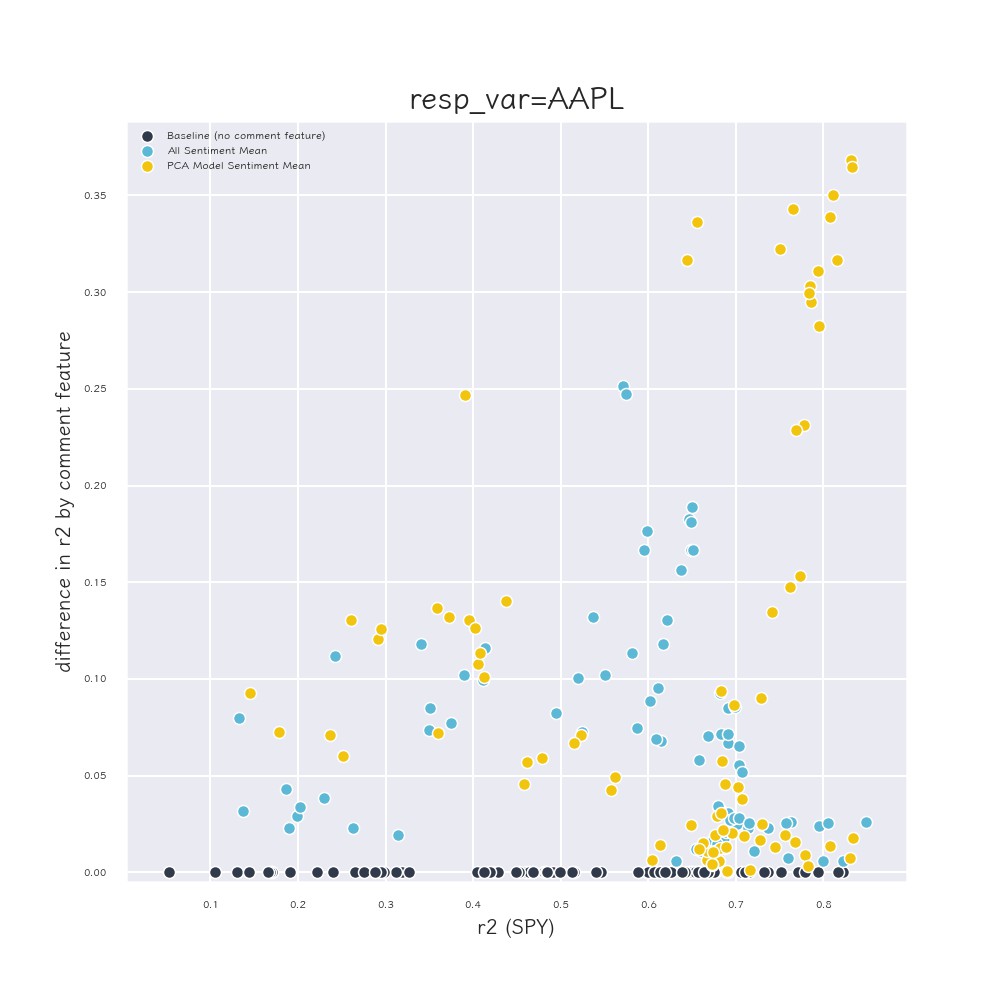 resp_var=AAPL
Baseline (no comment feature)
All Sentiment Mean
PCA Model Sentiment Mean
difference in r2 by comment feature
0.35
0.30
0.25
0.20
0.15
0.10
0.05
0.00
0.1 0.2 0.3 0.4 0.5 0.6 0.7 0.8
r2 (SPY)